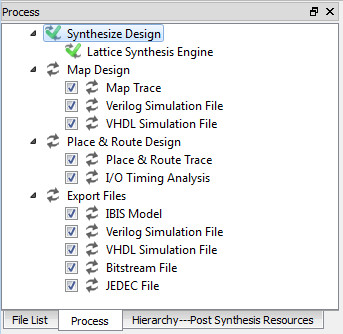 Process
Synthesize Design
Lattice Synthesis Engine
Map Design
Map Trace
Verilog Simulation File
VHDL Simulation File
Place & Route Design
Place & Route Trace
I/O Timing Analysis
Export Files
IBIS Model
Verilog Simulation File
VHDL Simulation File
Bitstream File
JEDEC File
File List Process Hierarchy---Post Synthesis Resources